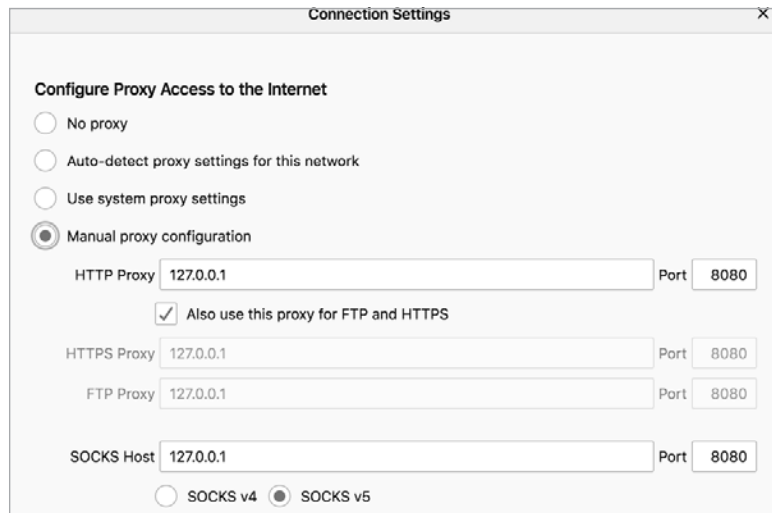 Connection Settings
Configure Proxy Access to the Internet
No proxy
Auto-detect proxy settings for this network
Use system proxy settings
Manual proxy configuration
HTTP Proxy 127.0.0.1 Port 8080
Also use this proxy for FTP and HTTPS
HTTPS Proxy 127.0.0.1 Port 8080
FTP Proxy 127.0.0.1 Port 8080
SOCKS Host 127.0.0.1 Port 8080
SOCKS v4 SOCKS v5